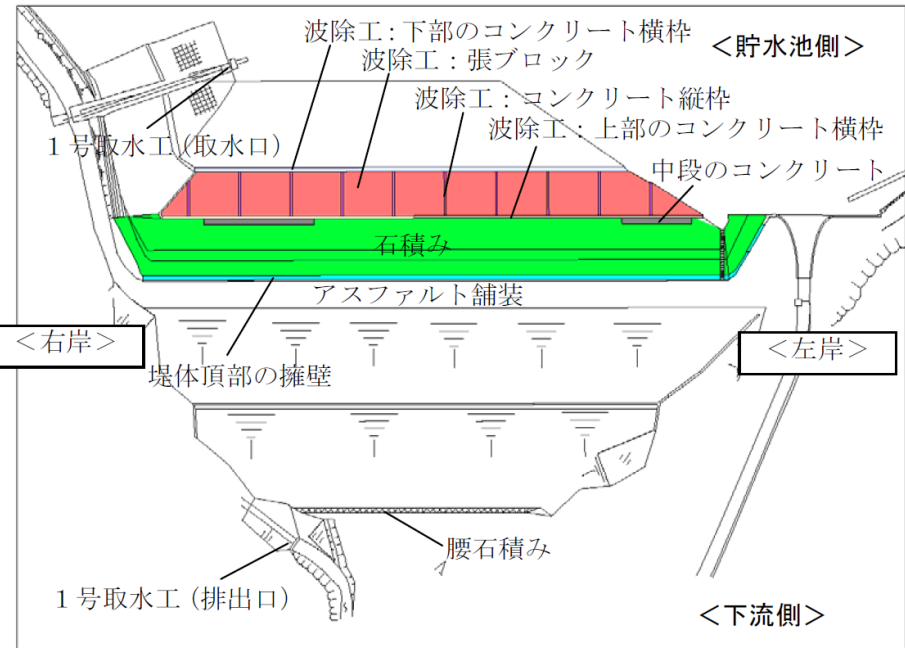 波除工：下部のコンクリート横枠
＜貯水池側＞
波除工：張ブロック
波除工：コンクリート縦枠
波除工：上部のコンクリート横枠
１号取水工（取水口）
中段のコンクリート
石積み
アスファルト舗装
＜右岸＞
＜左岸＞
堤体頂部の擁壁
腰石積み
１号取水工（排出口）
＜下流側＞